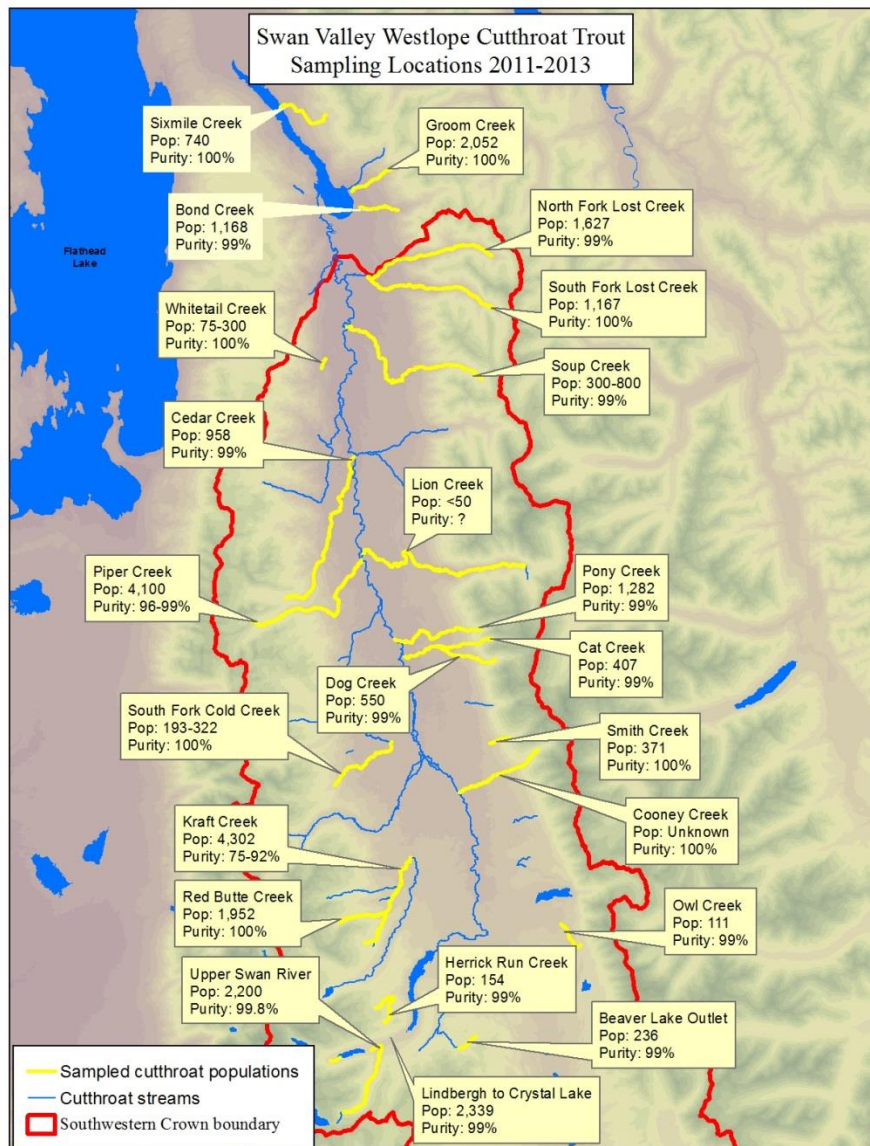 Swan Valley Westlope Cutthroat Trout
Sampling Locations 2011-2013
Sixmile Creek
Pop: 740
Purity: 100%
Groom Creek
Pop: 2,052
Purity: 100%
Bond Creek
Pop: 1,168
Purity: 99%
North Fork Lost Creek
Pop: 1,627
Purity: 99%
Flathead
Lake
South Fork Lost Creek
Pop: 1,167
Purity: 100%
Whitetail Creek
Pop: 75-300
Purity: 100%
Soup Creek
Pop: 300-800
Purity: 99%
Cedar Creek
Pop: 958
Purity: 99%
Lion Creek
Pop: <50
Purity: ?
Piper Creek
Pop: 4,100
Purity: 96-99%
Pony Creek
Pop: 1,282
Purity: 99%
Cat Creek
Pop: 407
Purity: 99%
Dog Creek
Pop: 550
Purity: 99%
South Fork Cold Creek
Pop: 193-322
Purity: 100%
Smith Creek
Pop: 371
Purity: 100%
Cooney Creek
Pop: Unknown
Purity: 100%
Kraft Creek
Pop: 4,302
Purity: 75-92%
Red Butte Creek
Pop: 1,952
Purity: 100%
Owl Creek
Pop: 111
Purity: 99%
Upper Swan River
Pop: 2,200
Purity: 99.8%
Herrick Run Creek
Pop: 154
Purity: 99%
Beaver Lake Outlet
Pop: 236
Purity: 99%
Lindbergh to Crystal Lake
Pop: 2,339
Purity: 99%
Sampled cutthroat populations
Cutthroat streams
Southwestern Crown boundary